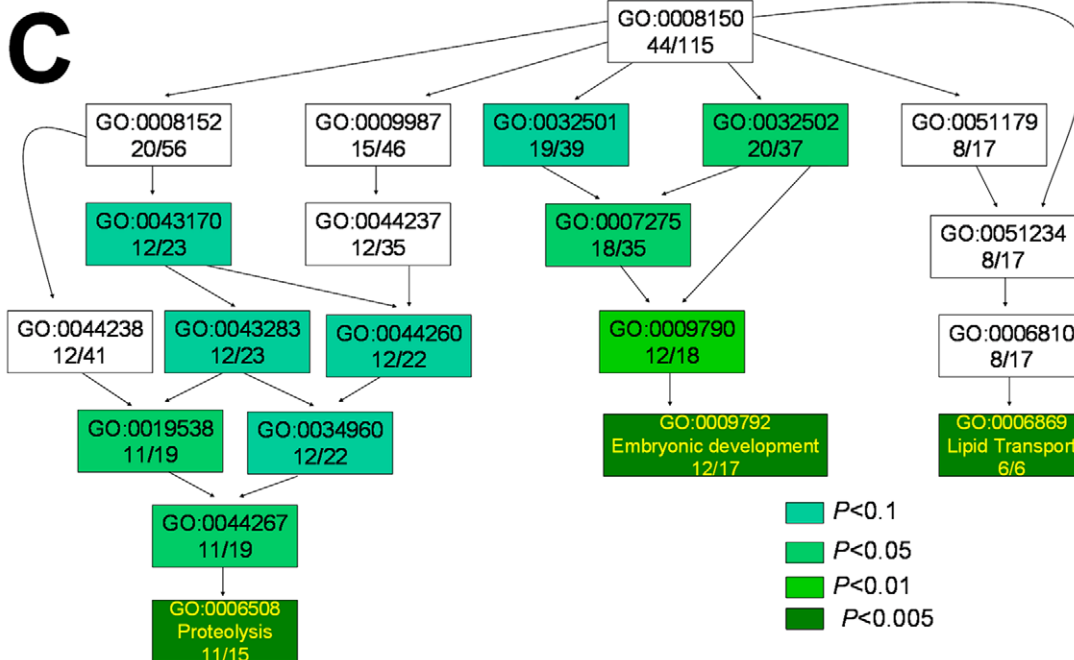 C
GO:0008150
44/115
GO:0008152
20/56
GO:0009987
15/46
GO:0032501
19/39
GO:0032502
20/37
GO:0051179
8/17
GO:0043170
12/23
GO:0044237
12/35
GO:0007275
18/35
GO:0051234
8/17
GO:0044238
12/41
GO:0043283
12/23
GO:0044260
12/22
GO:0009790
12/18
GO:0006810
8/17
GO:0019538
11/19
GO:0034960
12/22
GO:0009792
Embryonic development
12/17
GO:0006869
Lipid Transport
6/6
GO:0044267
11/19
P<0.1
P<0.05
P<0.01
P<0.005
GO:0006508
Proteolysis
11/15